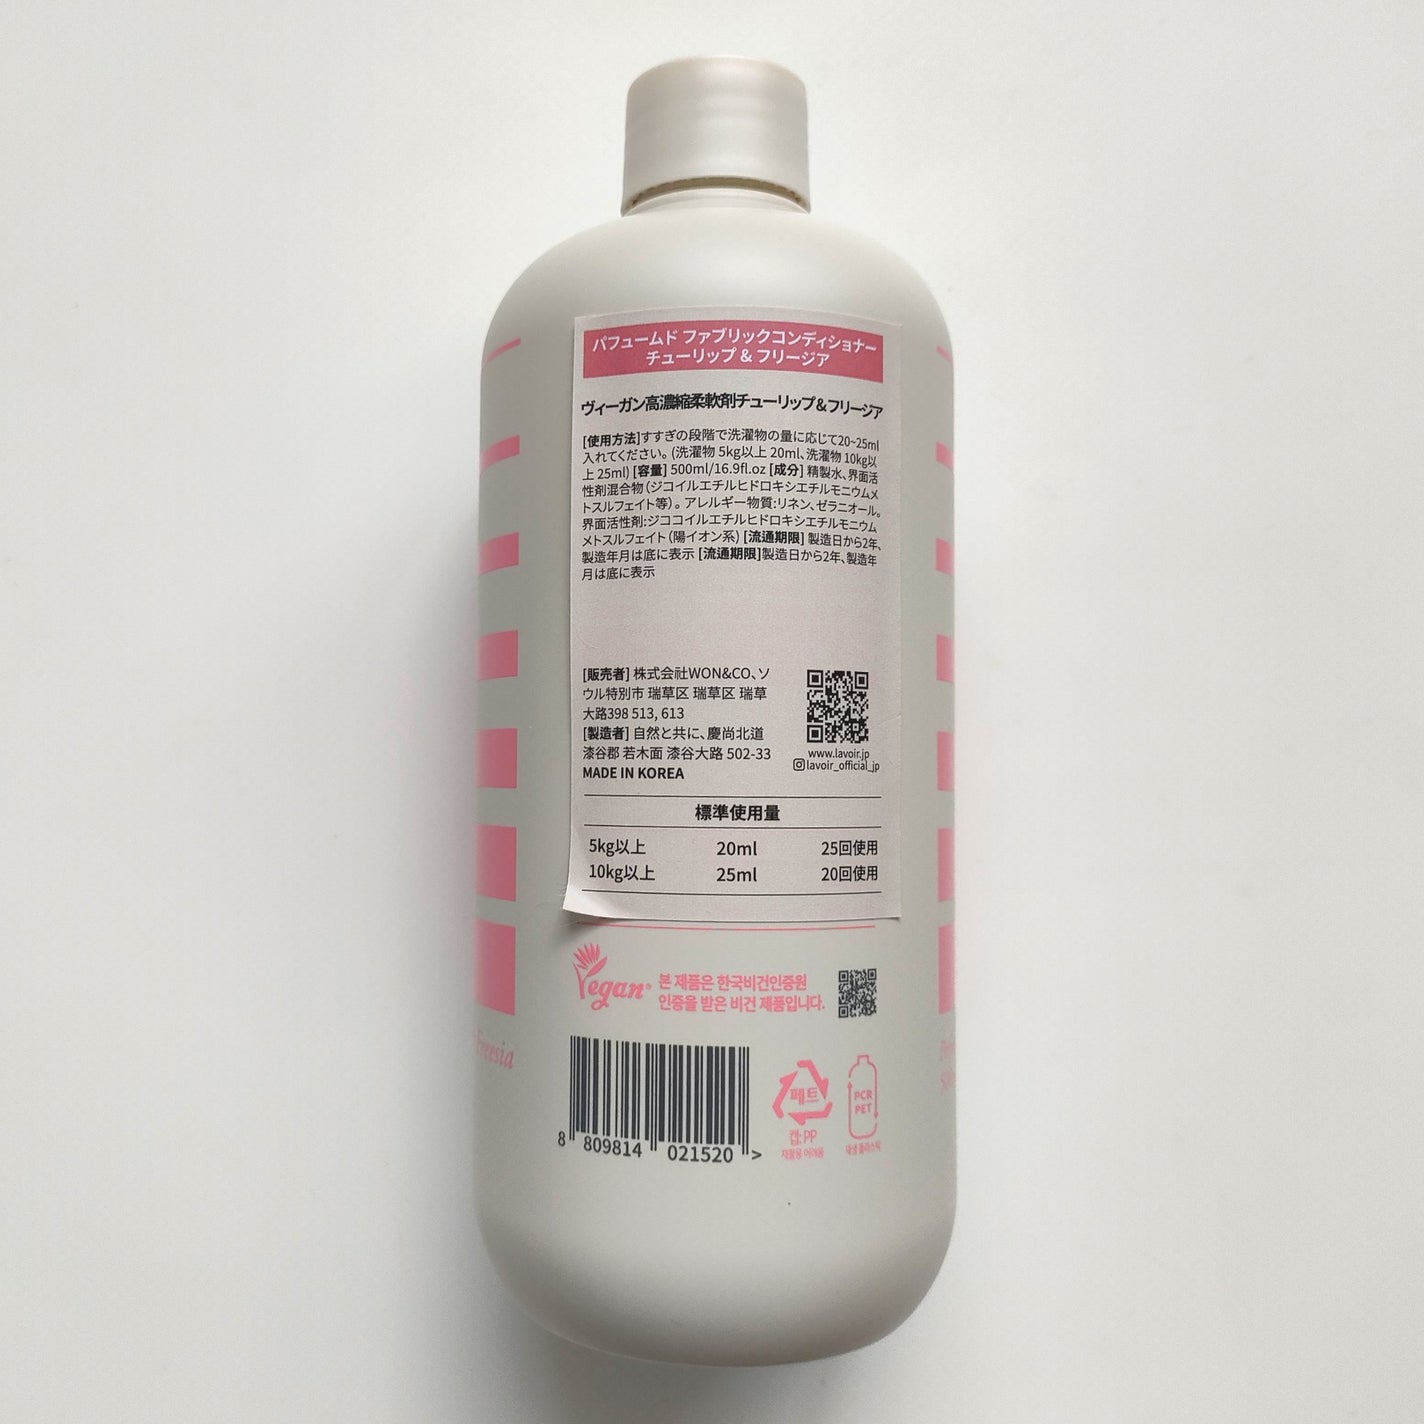 パフュームド ファブリックコンディショナー
チューリップ & フリージア
ヴィーガン高濃縮柔軟剤チューリップ&フリージア
[使用方法]すすぎの段階で洗濯物の量に応じて20~25ml
入れてください。(洗濯物 5kg以上 20ml、洗濯物 10kg以
上 25ml) [容量] 500ml/16.9fl.oz [成分] 精製水、界面活
性剤混合物 (ジコイルエチルヒドロキシエチルモニウムメ
トスルフェイト等) 。アレルギー物質:リネン、ゼラニオール。
界面活性剤:ジココイルエチルヒドロキシエチルモニウム
メトスルフェイト (陽イオン系) [流通期限] 製造日から2年、
製造年月は底に表示 [流通期限]製造日から2年、製造年
月は底に表示
[販売者] 株式会社WON&CO、ソ
ウル特別市 瑞草区 瑞草区 瑞草
大路398 513, 613
[製造者] 自然と共に、慶尚北道
漆谷郡 若木面 漆谷大路 502-33
MADE IN KOREA
www.lavoir.jp
lavoir_official_jp
標準使用量
5kg以上 20ml 25回使用
10kg以上 25ml 20回使用
Vegan® 본 제품은 한국비건인증원
인증을 받은 비건 제품입니다.
Freesia
8 809814 021520 >
페트
캡: PP
재활용 어려움
PCR
PET
재생 플라스틱